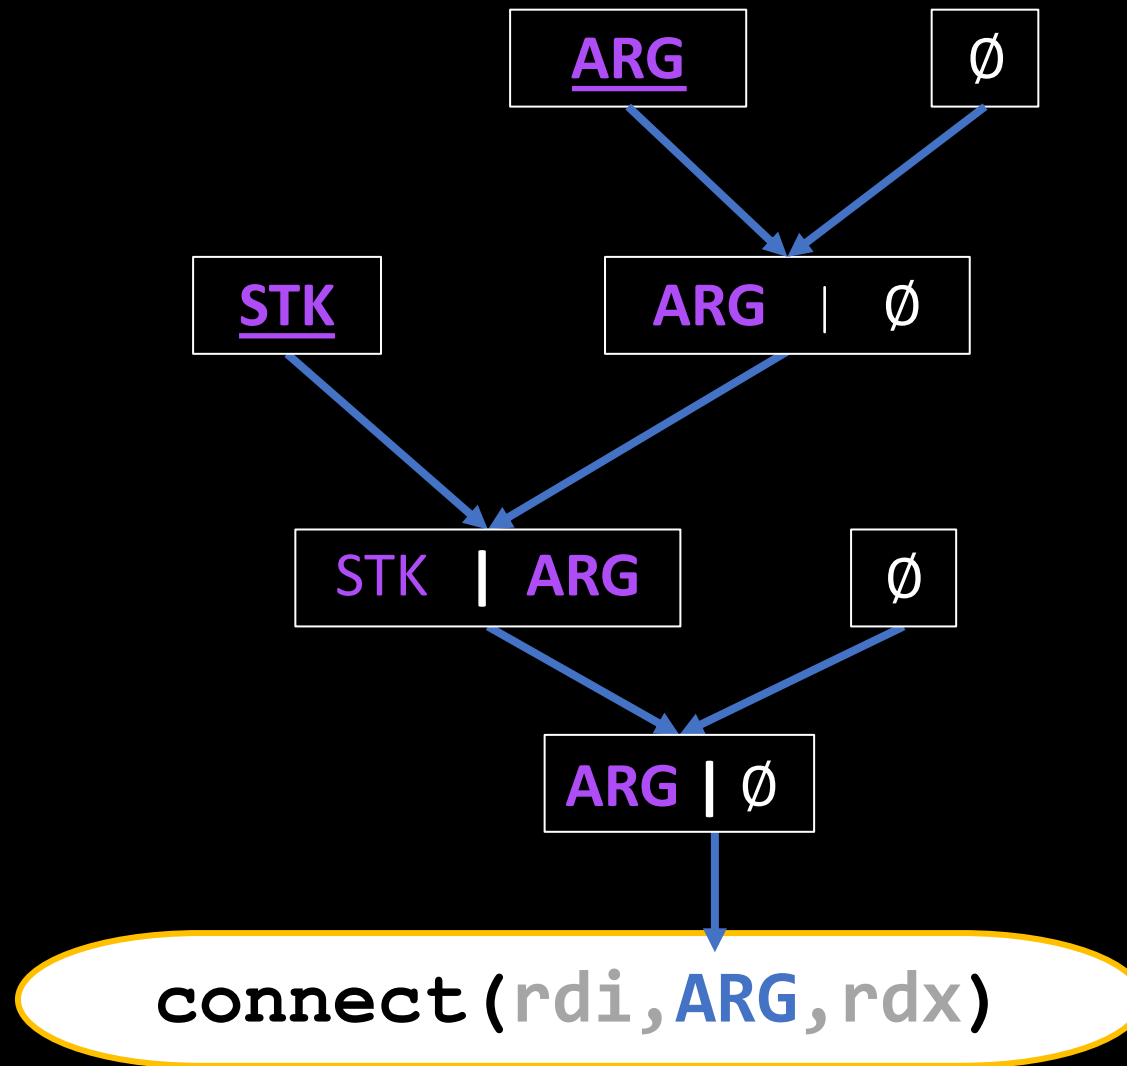 ARG
Ø
STK
ARG | Ø
STK | ARG
Ø
ARG | Ø
connect(rdi,ARG,rdx)